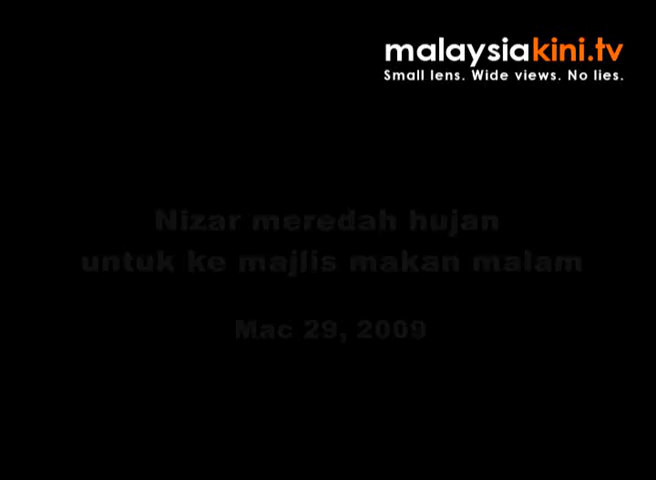 malaysiakini.tv
Small lens. Wide views. No lies.
Nizar meredah hujan
untuk ke majlis makan malam
Mac 29, 2009